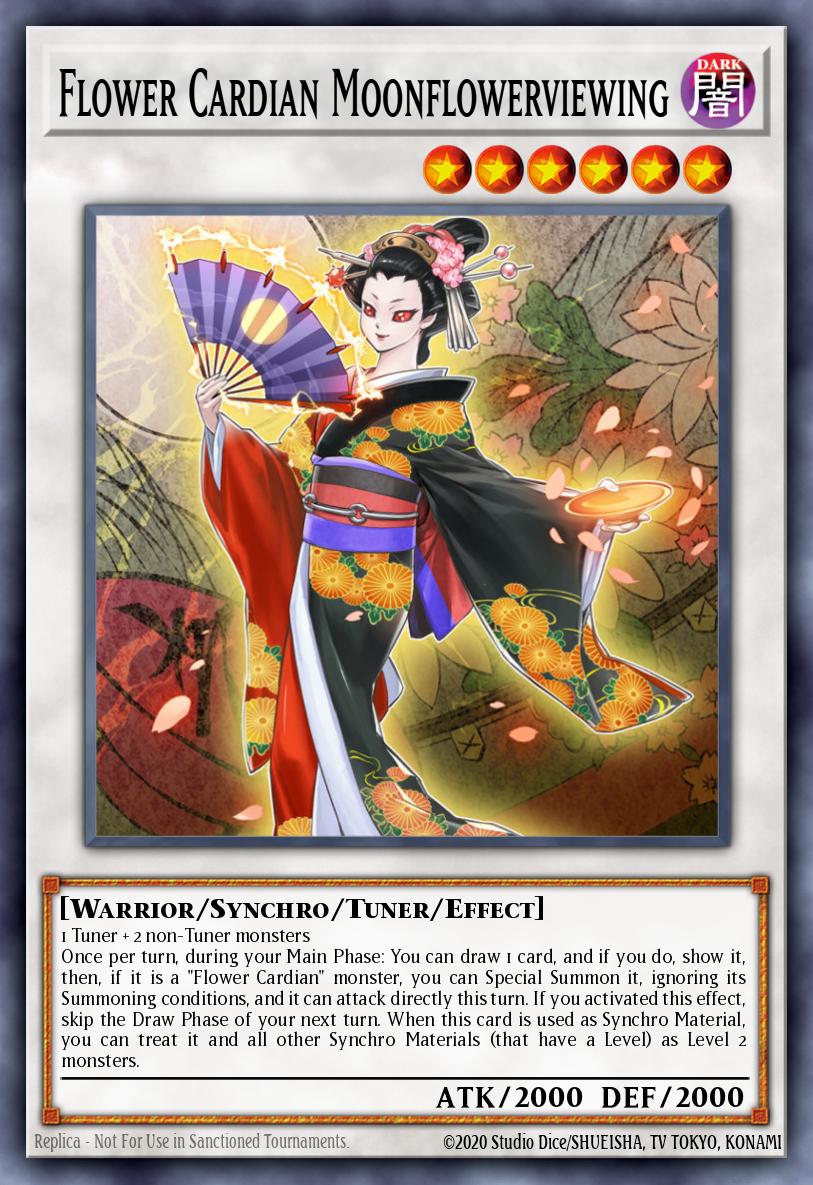 Flower Cardian Moonflowerviewing
DARK
闇
[Warrior/Synchro/Tuner/Effect]
1 Tuner + 2 non-Tuner monsters
Once per turn, during your Main Phase: You can draw 1 card, and if you do, show it,
then, if it is a "Flower Cardian" monster, you can Special Summon it, ignoring its
Summoning conditions, and it can attack directly this turn. If you activated this effect,
skip the Draw Phase of your next turn. When this card is used as Synchro Material,
you can treat it and all other Synchro Materials (that have a Level) as Level 2
monsters.
ATK/2000 DEF/2000
Replica - Not For Use in Sanctioned Tournaments.
©2020 Studio Dice/SHUEISHA, TV TOKYO, KONAMI